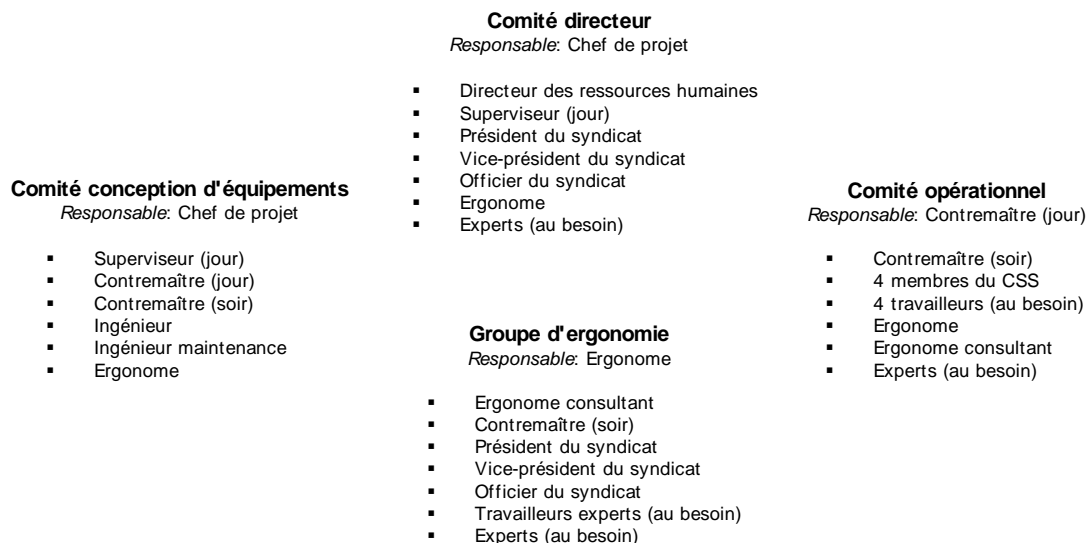 Comité directeur
Responsable: Chef de projet
▪ Directeur des ressources humaines
▪ Superviseur (jour)
▪ Président du syndicat
▪ Vice-président du syndicat
▪ Officier du syndicat
▪ Ergonome
▪ Experts (au besoin)
Comité conception d'équipements
Responsable: Chef de projet
▪ Superviseur (jour)
▪ Contremaître (jour)
▪ Contremaître (soir)
▪ Ingénieur
▪ Ingénieur maintenance
▪ Ergonome
Comité opérationnel
Responsable: Contremaître (jour)
▪ Contremaître (soir)
▪ 4 membres du CSS
▪ 4 travailleurs (au besoin)
▪ Ergonome
▪ Ergonome consultant
▪ Experts (au besoin)
Groupe d'ergonomie
Responsable: Ergonome
▪ Ergonome consultant
▪ Contremaître (soir)
▪ Président du syndicat
▪ Vice-président du syndicat
▪ Officier du syndicat
▪ Travailleurs experts (au besoin)
▪ Experts (au besoin)